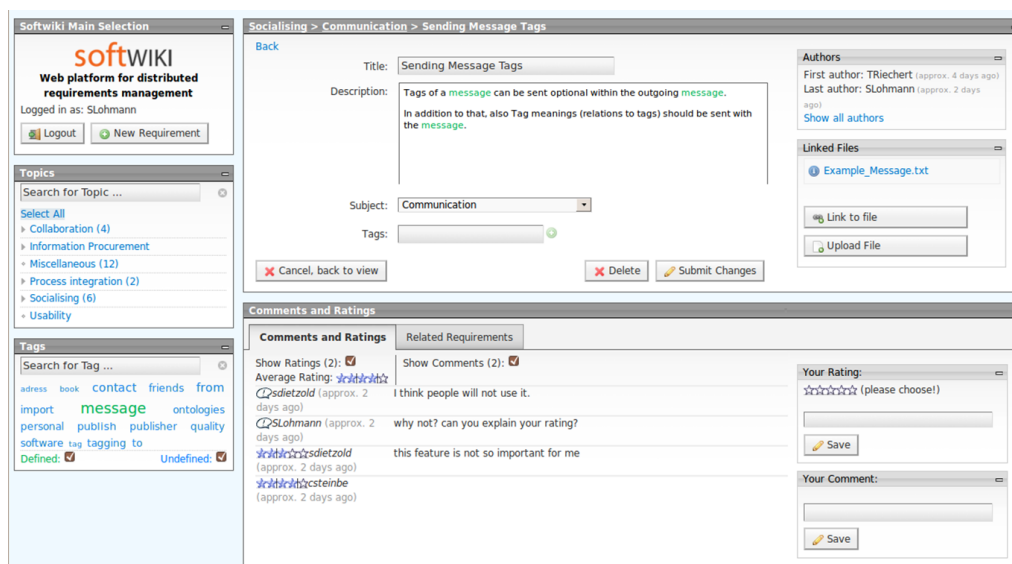 Softwiki Main Selection
softWIKI
Web platform for distributed
requirements management
Logged in as: SLohmann
Logout
New Requirement
Topics
Search for Topic ...
Select All
Collaboration (4)
Information Procurement
Miscellaneous (12)
Process integration (2)
Socialising (6)
Usability
Tags
Search for Tag ...
adress book contact friends from
import message ontologies
personal publish publisher quality
software tag tagging to
Defined:
Undefined:
Socialising > Communication > Sending Message Tags
Back
Title:
Sending Message Tags
Description:
Tags of a message can be sent optional within the outgoing message.
In addition to that, also Tag meanings (relations to tags) should be sent with
the message.
Subject:
Communication
Tags:
Cancel, back to view
Delete
Submit Changes
Authors
First author: TRiechert (approx. 4 days ago)
Last author: SLohmann (approx. 2 days
ago)
Show all authors
Linked Files
Example_Message.txt
Link to file
Upload File
Comments and Ratings
Comments and Ratings
Related Requirements
Show Ratings (2):
Show Comments (2):
Average Rating:
sdietzold (approx. 2
days ago)
I think people will not use it.
SLohmann (approx. 2
days ago)
why not? can you explain your rating?
sdietzold
(approx. 2 days ago)
this feature is not so important for me
csteinbe
(approx. 2 days ago)
Your Rating:
(please choose!)
Save
Your Comment:
Save